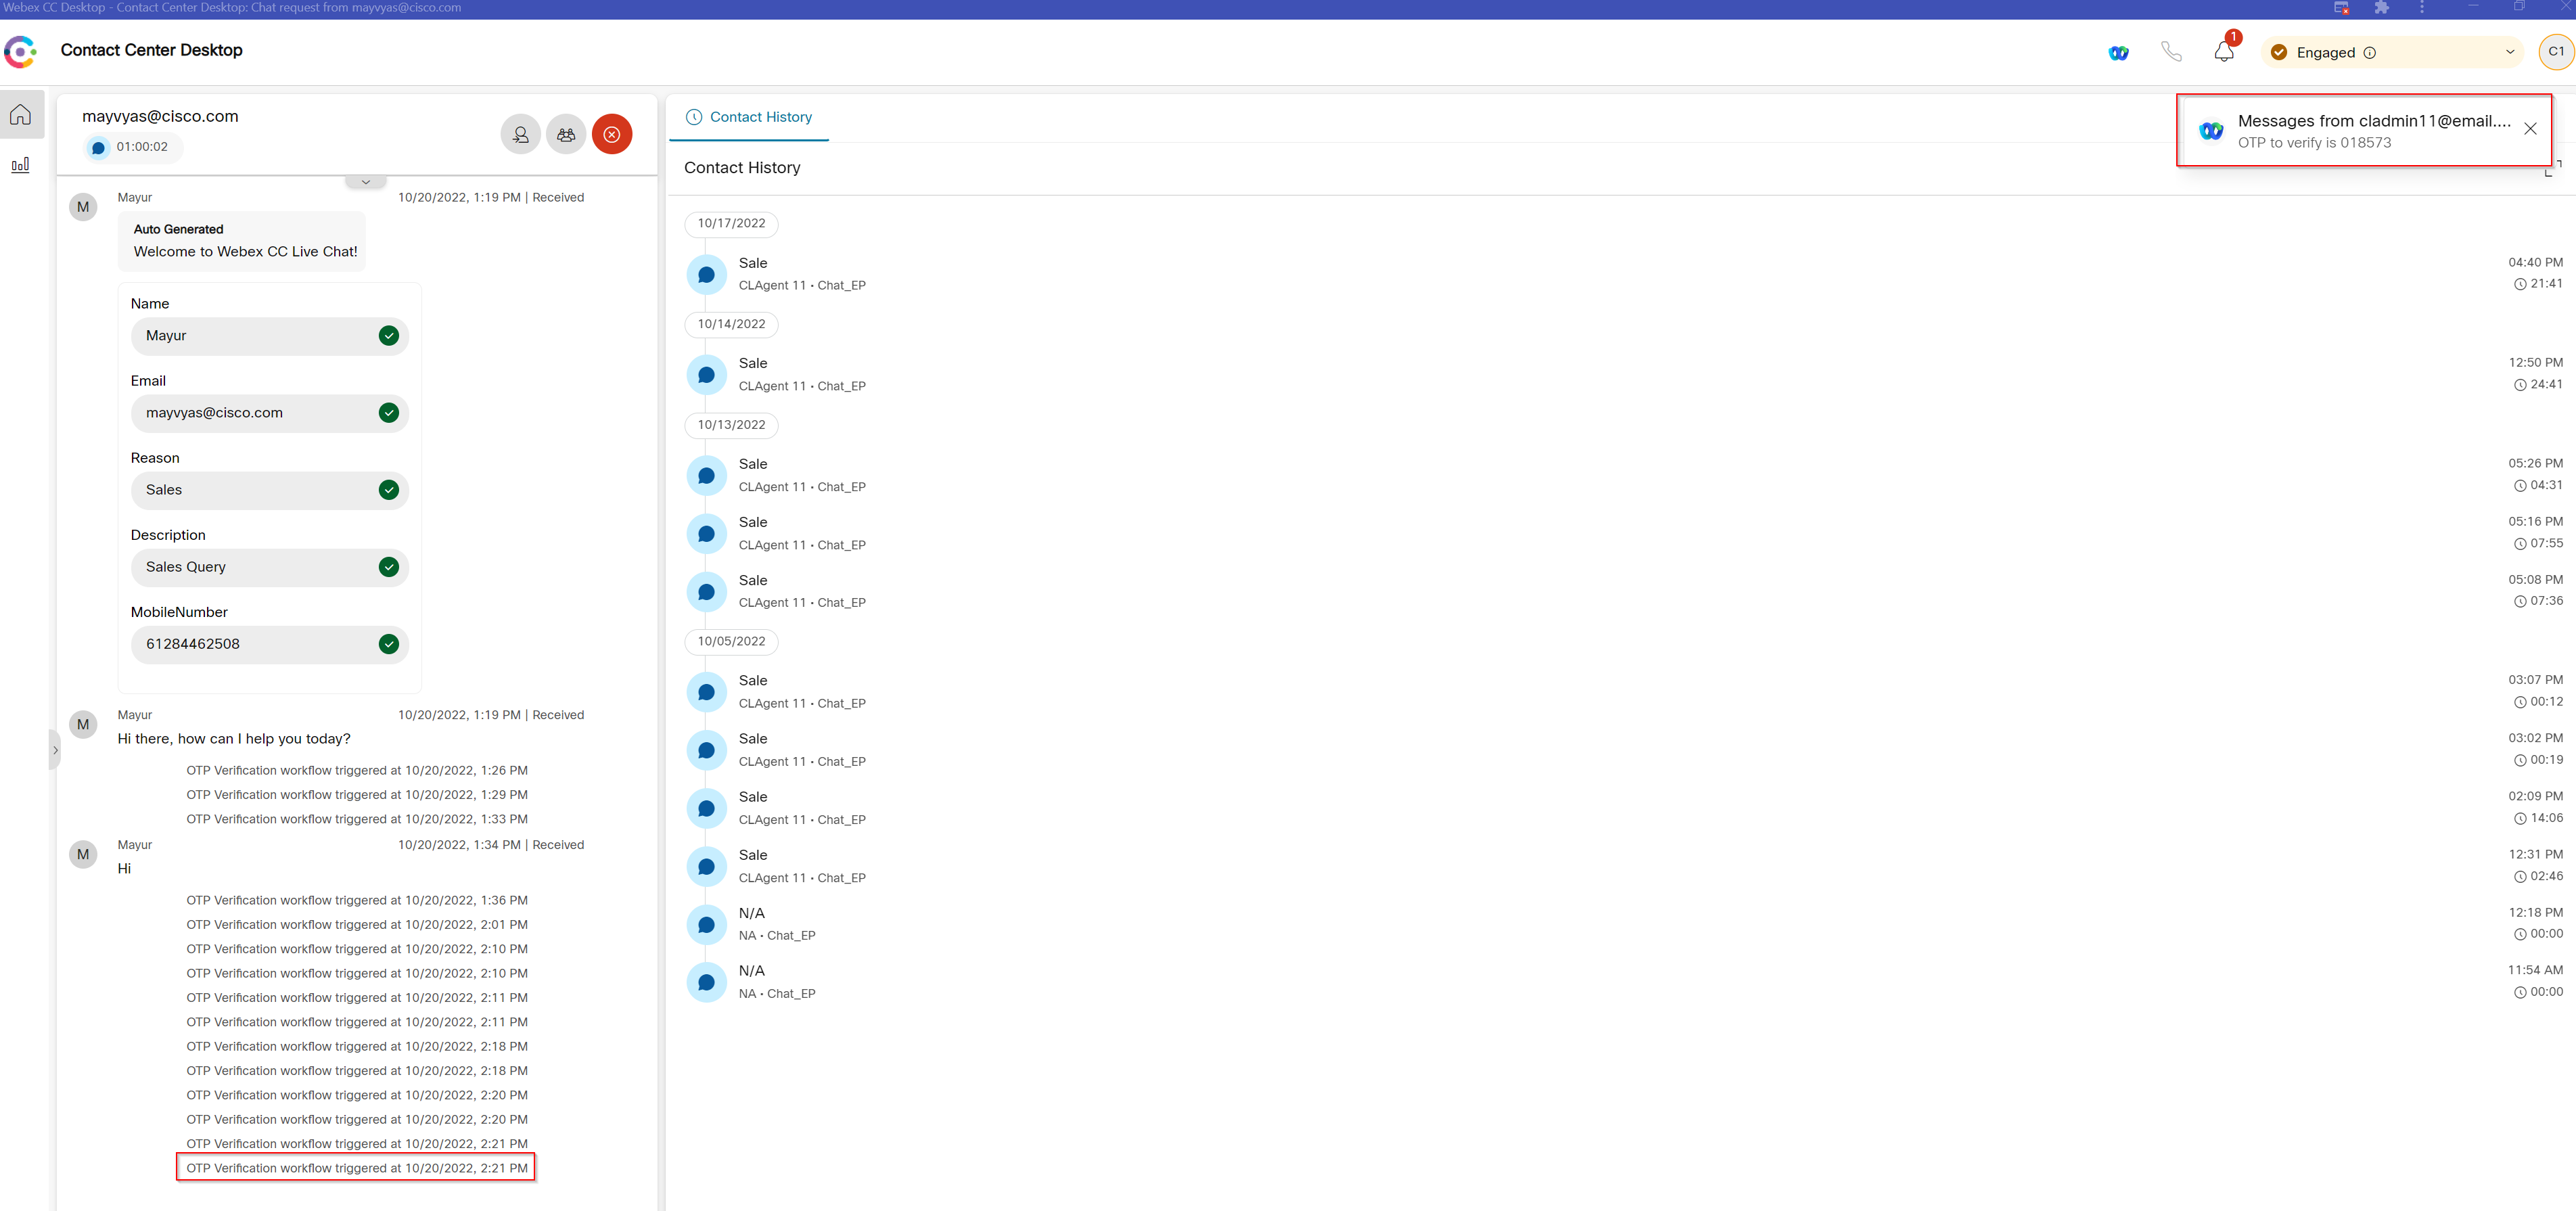 Webex CC Desktop - Contact Center Desktop: Chat request from mayvyas@cisco.com
Contact Center Desktop
1
Engaged
C1
mayvyas@cisco.com
01:00:02
Contact History
Messages from cladmin11@email....
OTP to verify is 018573
Contact History
M
Mayur
10/20/2022, 1:19 PM | Received
Auto Generated
Welcome to Webex CC Live Chat!
Name
Mayur
Email
mayvyas@cisco.com
Reason
Sales
Description
Sales Query
MobileNumber
61284462508
M
Mayur
10/20/2022, 1:19 PM | Received
Hi there, how can I help you today?
OTP Verification workflow triggered at 10/20/2022, 1:26 PM
OTP Verification workflow triggered at 10/20/2022, 1:29 PM
OTP Verification workflow triggered at 10/20/2022, 1:33 PM
M
Mayur
10/20/2022, 1:34 PM | Received
Hi
OTP Verification workflow triggered at 10/20/2022, 1:36 PM
OTP Verification workflow triggered at 10/20/2022, 2:01 PM
OTP Verification workflow triggered at 10/20/2022, 2:10 PM
OTP Verification workflow triggered at 10/20/2022, 2:10 PM
OTP Verification workflow triggered at 10/20/2022, 2:11 PM
OTP Verification workflow triggered at 10/20/2022, 2:11 PM
OTP Verification workflow triggered at 10/20/2022, 2:18 PM
OTP Verification workflow triggered at 10/20/2022, 2:18 PM
OTP Verification workflow triggered at 10/20/2022, 2:20 PM
OTP Verification workflow triggered at 10/20/2022, 2:20 PM
OTP Verification workflow triggered at 10/20/2022, 2:21 PM
OTP Verification workflow triggered at 10/20/2022, 2:21 PM
10/17/2022
Sale
04:40 PM
CLAgent 11 • Chat_EP
21:41
10/14/2022
Sale
12:50 PM
CLAgent 11 • Chat_EP
24:41
10/13/2022
Sale
05:26 PM
CLAgent 11 • Chat_EP
04:31
Sale
05:16 PM
CLAgent 11 • Chat_EP
07:55
Sale
05:08 PM
CLAgent 11 • Chat_EP
07:36
10/05/2022
Sale
03:07 PM
CLAgent 11 • Chat_EP
00:12
Sale
03:02 PM
CLAgent 11 • Chat_EP
00:19
Sale
02:09 PM
CLAgent 11 • Chat_EP
14:06
Sale
12:31 PM
CLAgent 11 • Chat_EP
02:46
N/A
12:18 PM
NA • Chat_EP
00:00
N/A
11:54 AM
NA • Chat_EP
00:00